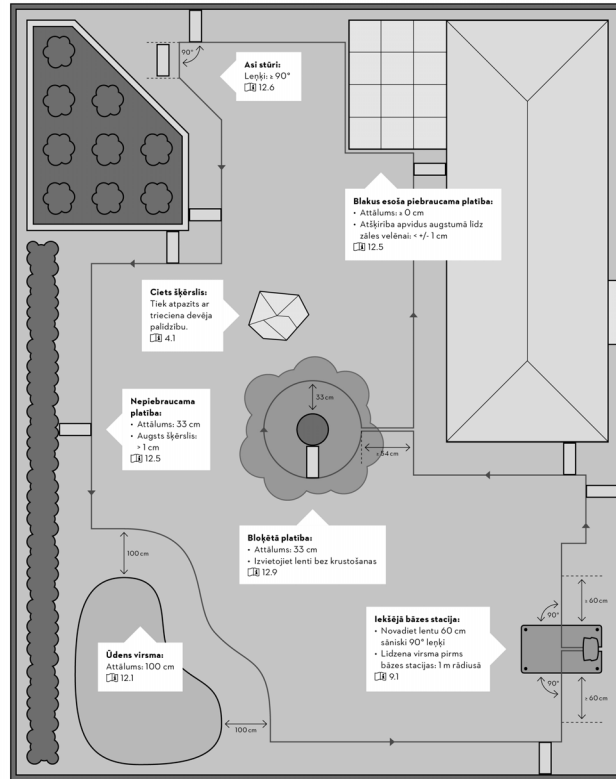 90°
Asi stūri:
Leņķi: ≥ 90°
12.6
Blakus esoša piebraucama platība:
• Attālums: ± 0 cm
• Atšķirība apvidus augstumā līdz
zāles velēnai: < +/- 1 cm
12.5
Ciets šķērslis:
Tiek atpazīts ar
trieciena devēja
palīdzību.
4.1
33 cm
Nepiebraucama
platība:
• Attālums: 33 cm
• Augsts šķērslis:
> 1 cm
12.5
≥ 54 cm
Bloķētā platība:
• Attālums: 33 cm
• Izvietojiet lenti bez krustošanas
12.9
100 cm
Iekšējā bāzes stacija:
• Novadiet lentu 60 cm
sāniski 90° leņķī
• Līdzena virsma pirms
bāzes stacijas: 1 m rādiusā
9.1
≥ 60 cm
90°
90°
≥ 60 cm
Ūdens virsma:
Attālums: 100 cm
12.1
100 cm